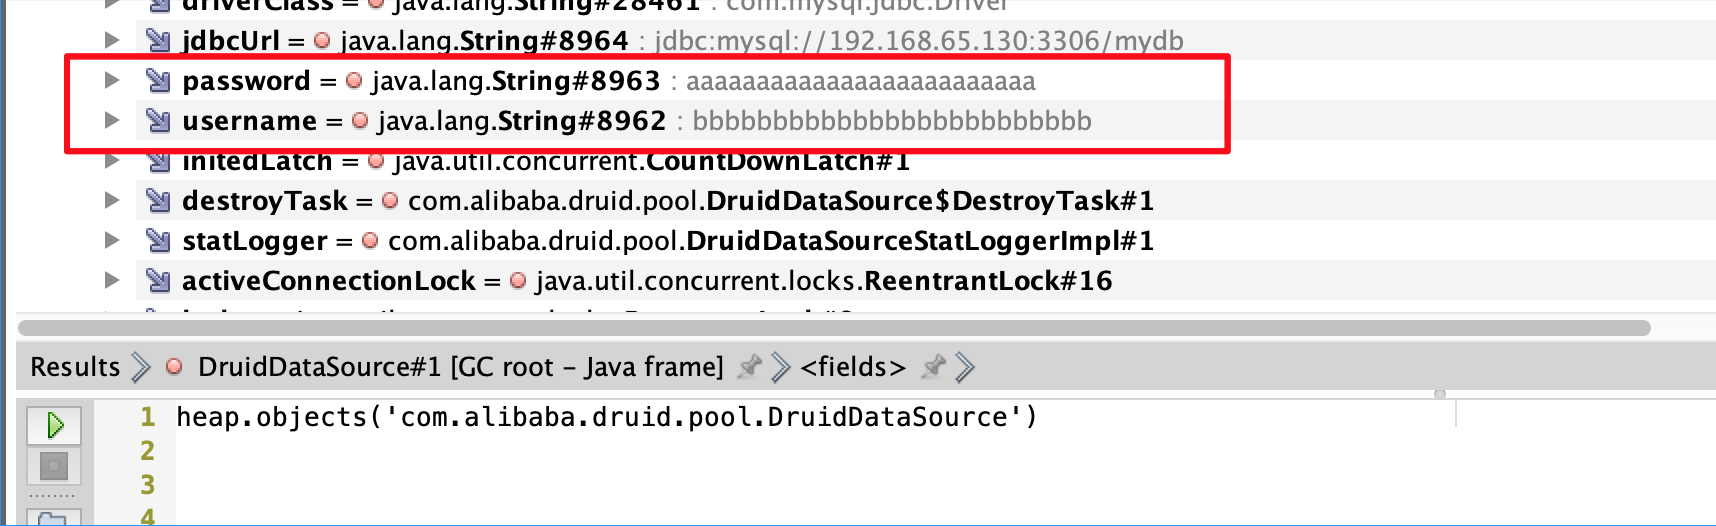 driverClass = java.lang.String#28461 : com.mysql.jdbc.Driver
jdbcUrl = java.lang.String#8964 : jdbc:mysql://192.168.65.130:3306/mydb
password = java.lang.String#8963 : aaaaaaaaaaaaaaaaaaaaaaaaa
username = java.lang.String#8962 : bbbbbbbbbbbbbbbbbbbbbbbbb
initedLatch = java.util.concurrent.CountDownLatch#1
destroyTask = com.alibaba.druid.pool.DruidDataSource$DestroyTask#1
statLogger = com.alibaba.druid.pool.DruidDataSourceStatLoggerImpl#1
activeConnectionLock = java.util.concurrent.locks.ReentrantLock#16
Results DruidDataSource#1 [GC root – Java frame] <fields>
1 heap.objects('com.alibaba.druid.pool.DruidDataSource')
2
3
4